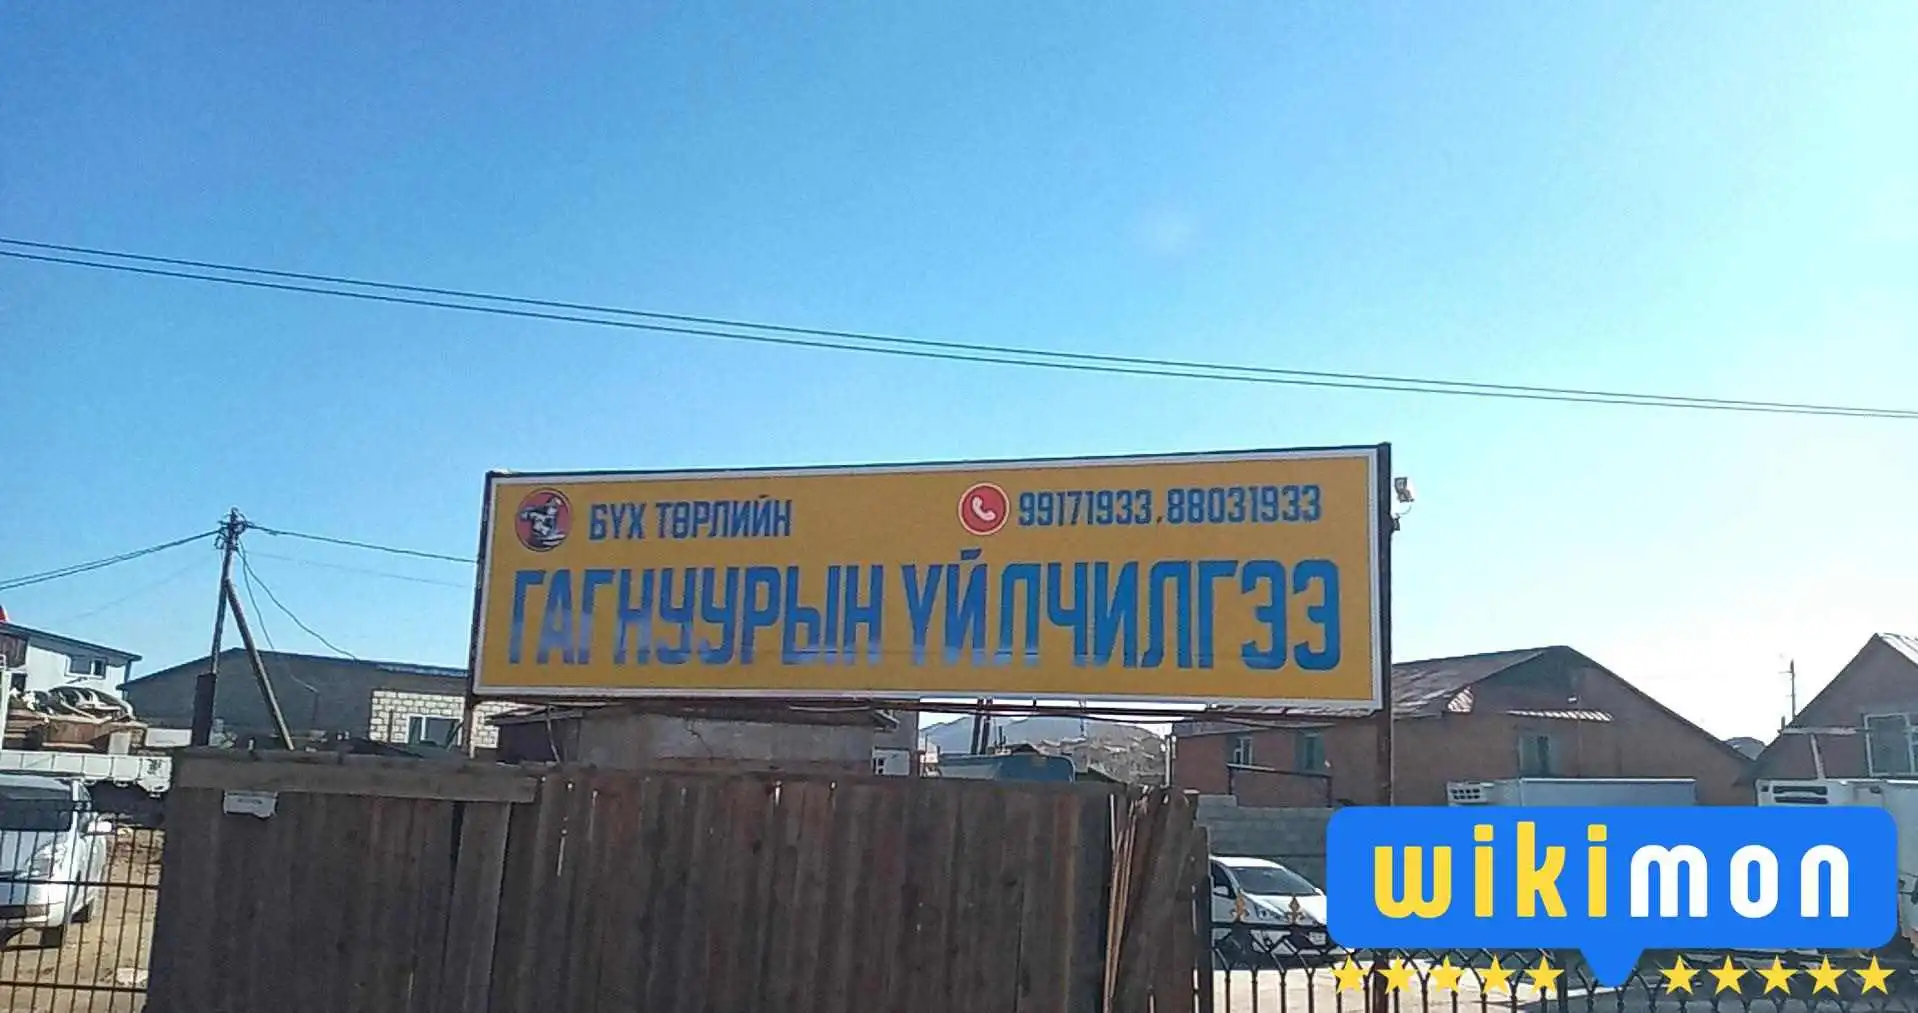 БҮХ ТӨРЛИЙН
99171933, 88031933
ГАГНУУРЫН ҮЙЛЧИЛГЭЭ
wikimon